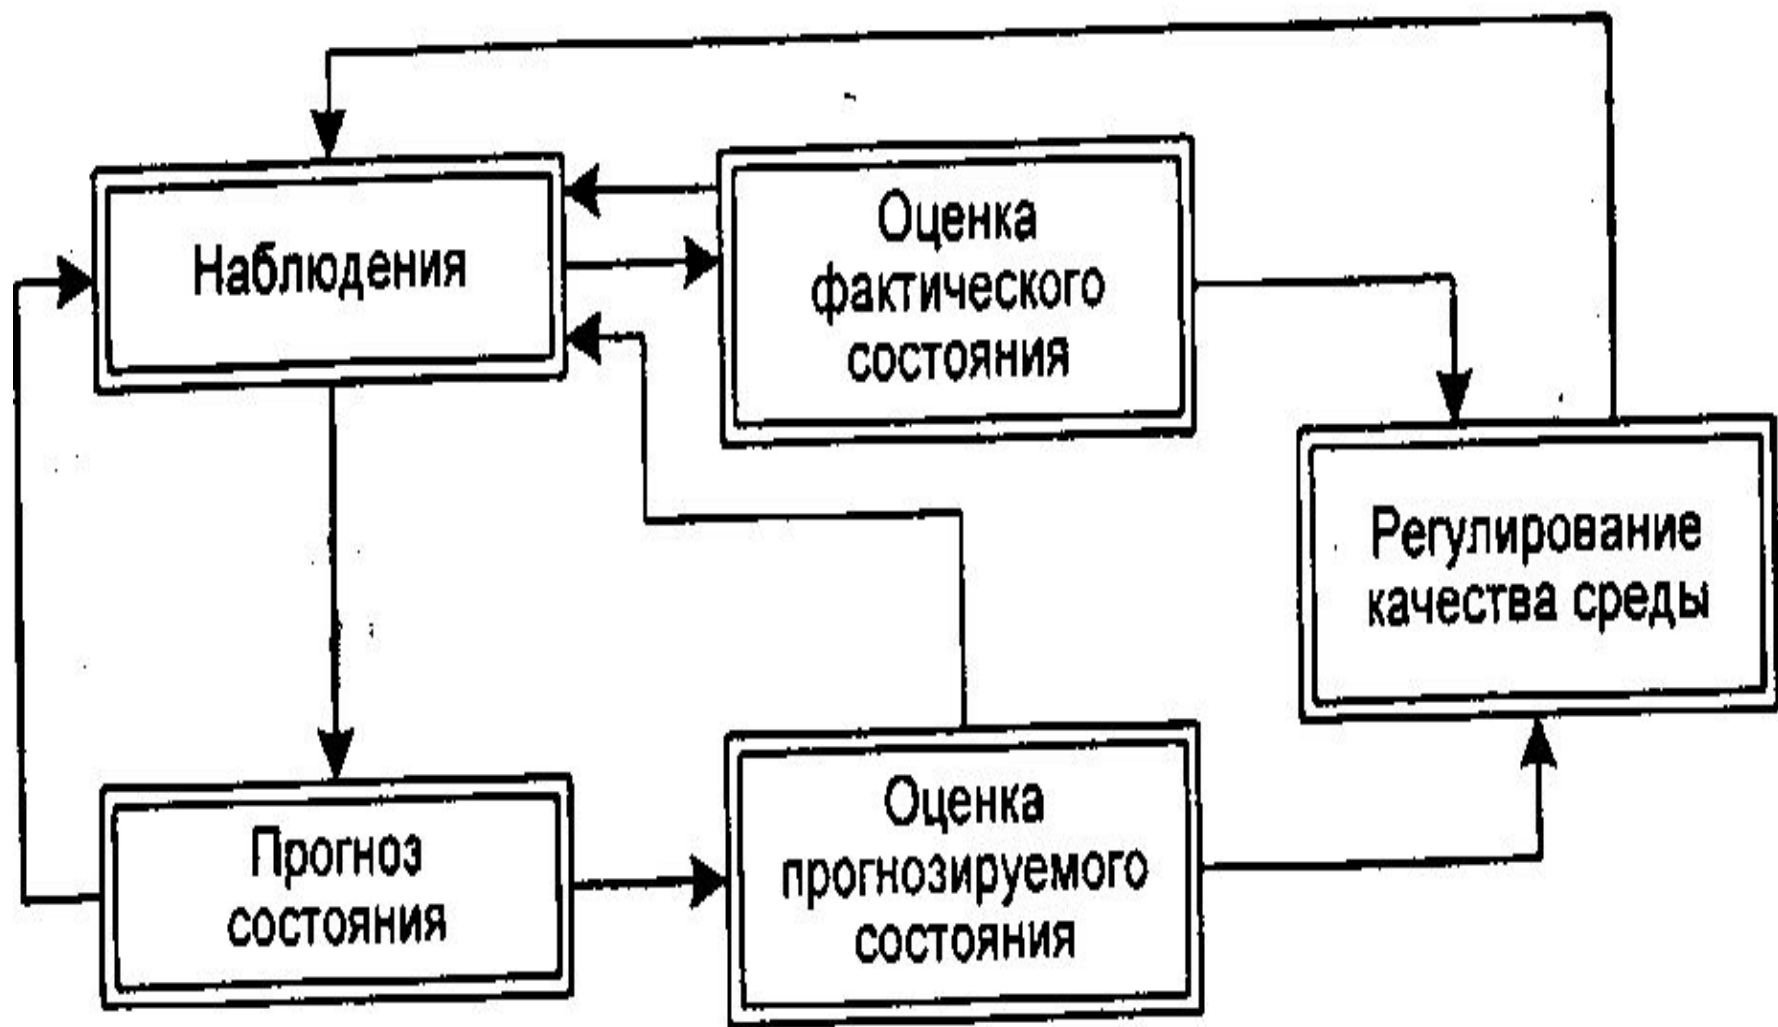 Наблюдения
Оценка
фактического
состояния
Регулирование
качества среды
Прогноз
состояния
Оценка
прогнозируемого
состояния